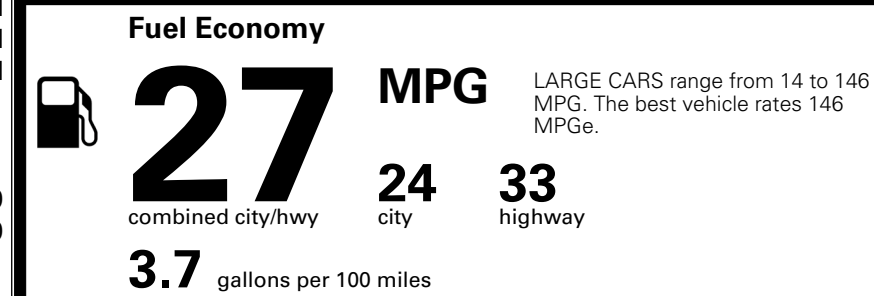 Fuel Economy
27
MPG
LARGE CARS range from 14 to 146
MPG. The best vehicle rates 146
MPGe.
combined city/hwy
24
city
33
highway
3.7 gallons per 100 miles